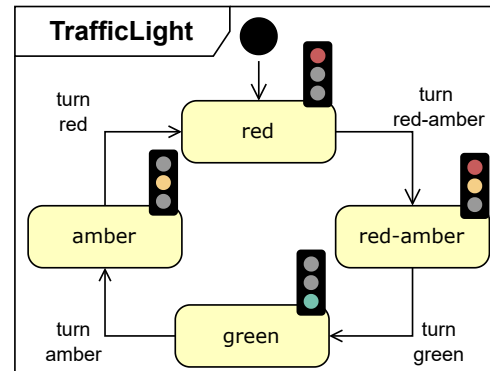 TrafficLight
turn
red
red
turn
red-amber
amber
red-amber
turn
amber
green
turn
green